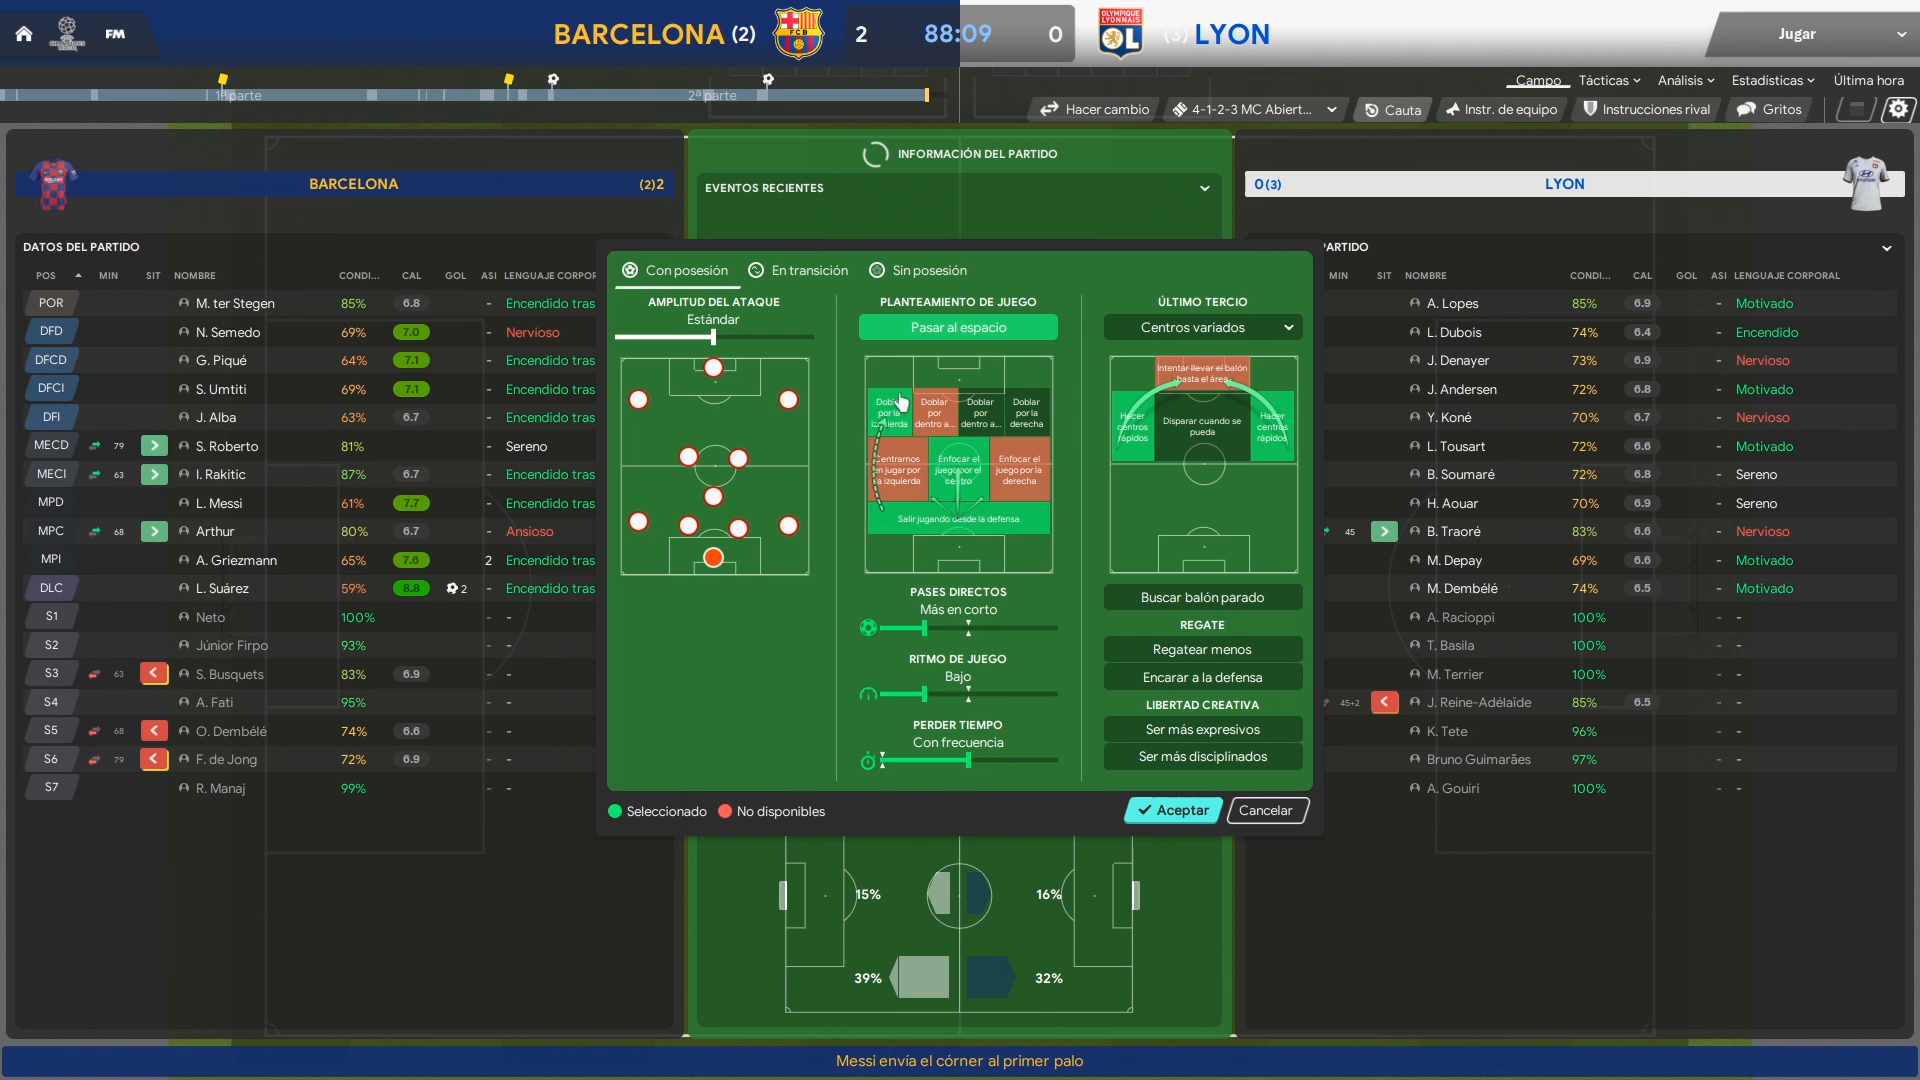 FM
BARCELONA (2)
2
88:09
0
(3) LYON
Jugar
1ª parte
2ª parte
Campo
Tácticas
Análisis
Estadísticas
Última hora
Hacer cambio
4-1-2-3 MC Abiert...
Cauta
Instr. de equipo
Instrucciones rival
Gritos
BARCELONA
(2)2
INFORMACIÓN DEL PARTIDO
EVENTOS RECIENTES
0(3)
LYON
DATOS DEL PARTIDO
POS MIN SIT NOMBRE CONDI... CAL GOL ASI LENGUAJE CORPOR
POR M. ter Stegen 85% 6.8 - Encendido tras
DFD N. Semedo 69% 7.0 - Nervioso
DFCD G. Piqué 64% 7.1 - Encendido tras
DFCI S. Umtiti 69% 7.1 - Encendido tras
DFI J. Alba 63% 6.7 - Encendido tras
MECD 79 S. Roberto 81% - Sereno
MECI 63 I. Rakitic 87% 6.7 - Encendido tras
MPD L. Messi 61% 7.7 - Encendido tras
MPC 68 Arthur 80% 6.7 - Ansioso
MPI A. Griezmann 65% 7.6 2 Encendido tras
DLC L. Suárez 59% 8.8 2 - Encendido tras
S1 Neto 100% - -
S2 Júnior Firpo 93% - -
S3 63 S. Busquets 83% 6.9 - -
S4 A. Fati 95% - -
S5 68 O. Dembélé 74% 6.6 - -
S6 79 F. de Jong 72% 6.9 - -
S7 R. Manaj 99% - -
Con posesión
En transición
Sin posesión
AMPLITUD DEL ATAQUE
Estándar
PLANTEAMIENTO DE JUEGO
Pasar al espacio
Doblar por la izquierda
Doblar por dentro a...
Doblar por dentro a...
Doblar por la derecha
Centrarnos en jugar por la izquierda
Enfocar el juego por el centro
Enfocar el juego por la derecha
Salir jugando desde la defensa
PASES DIRECTOS
Más en corto
RITMO DE JUEGO
Bajo
PERDER TIEMPO
Con frecuencia
ÚLTIMO TERCIO
Centros variados
Intentar llevar el balón
hasta el área
Hacer centros rápidos
Disparar cuando se
pueda
Hacer centros rápidos
Buscar balón parado
REGATE
Regatear menos
Encarar a la defensa
LIBERTAD CREATIVA
Ser más expresivos
Ser más disciplinados
Seleccionado
No disponibles
Aceptar
Cancelar
PARTIDO
MIN SIT NOMBRE CONDI... CAL GOL ASI LENGUAJE CORPORAL
A. Lopes 85% 6.9 - Motivado
L. Dubois 74% 6.4 - Encendido
J. Denayer 73% 6.9 - Nervioso
J. Andersen 72% 6.8 - Motivado
Y. Koné 70% 6.7 - Nervioso
L. Tousart 72% 6.6 - Motivado
B. Soumaré 72% 6.8 - Sereno
H. Aouar 70% 6.9 - Sereno
45 B. Traoré 83% 6.6 - Nervioso
M. Depay 69% 6.6 - Motivado
M. Dembélé 74% 6.5 - Motivado
A. Racioppi 100% - -
T. Basila 100% - -
M. Terrier 100% - -
45+2 J. Reine-Adélaïde 85% 6.5 - -
K. Tete 96% - -
Bruno Guimarães 97% - -
A. Gouiri 100% - -
15%
16%
39%
32%
Messi envía el córner al primer palo